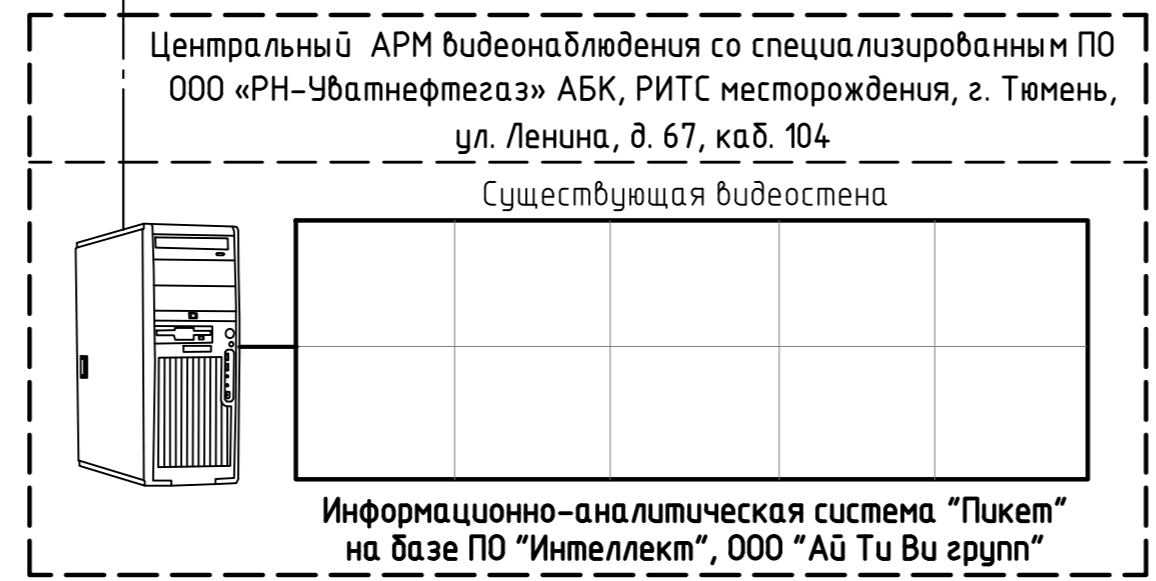 Центральный АРМ видеонаблюдения со специализированным ПО
ООО «РН-Уватнефтегаз» АБК, РИТС месторождения, г. Тюмень,
ул. Ленина, д. 67, каб. 104
Существующая видеостена
Информационно-аналитическая система "Пикет"
на базе ПО "Интеллект", ООО "Ай Ти Ви групп"